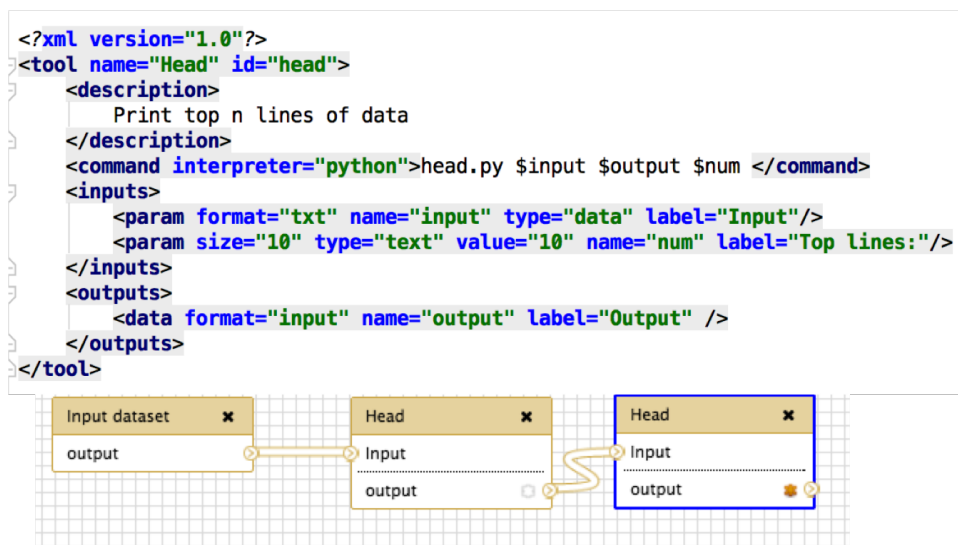 <?xml version="1.0"?>
<tool name="Head" id="head">
<description>
Print top n lines of data
</description>
<command interpreter="python">head.py $input $output $num </command>
<inputs>
<param format="txt" name="input" type="data" label="Input"/>
<param size="10" type="text" value="10" name="num" label="Top lines:"/>
</inputs>
<outputs>
<data format="input" name="output" label="Output" />
</outputs>
</tool>
Input dataset
output
Head
Input
output
Head
Input
output